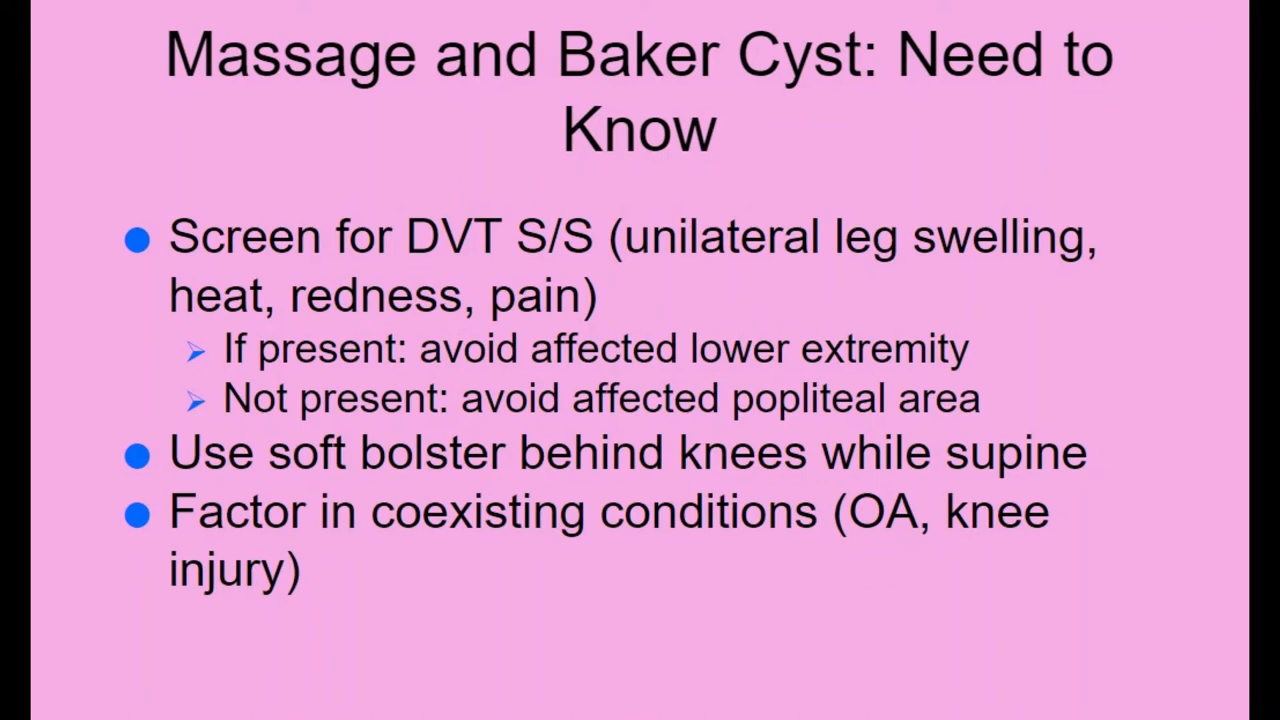 Massage and Baker Cyst: Need to
Know
Screen for DVT S/S (unilateral leg swelling,
heat, redness, pain)
If present: avoid affected lower extremity
Not present: avoid affected popliteal area
Use soft bolster behind knees while supine
Factor in coexisting conditions (OA, knee
injury)